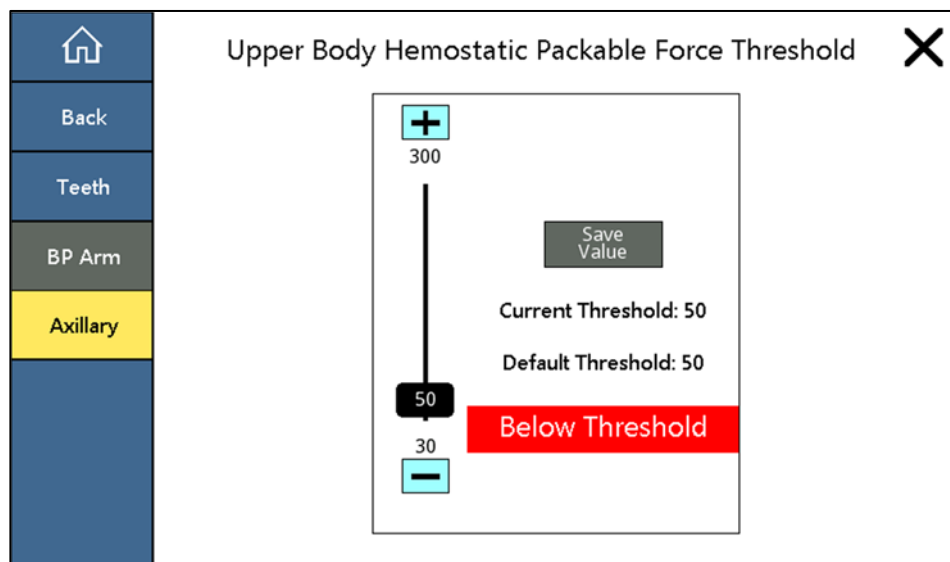 Upper Body Hemostatic Packable Force Threshold
Back
Teeth
BP Arm
Axillary
+
300
50
30
−
Save
Value
Current Threshold: 50
Default Threshold: 50
Below Threshold